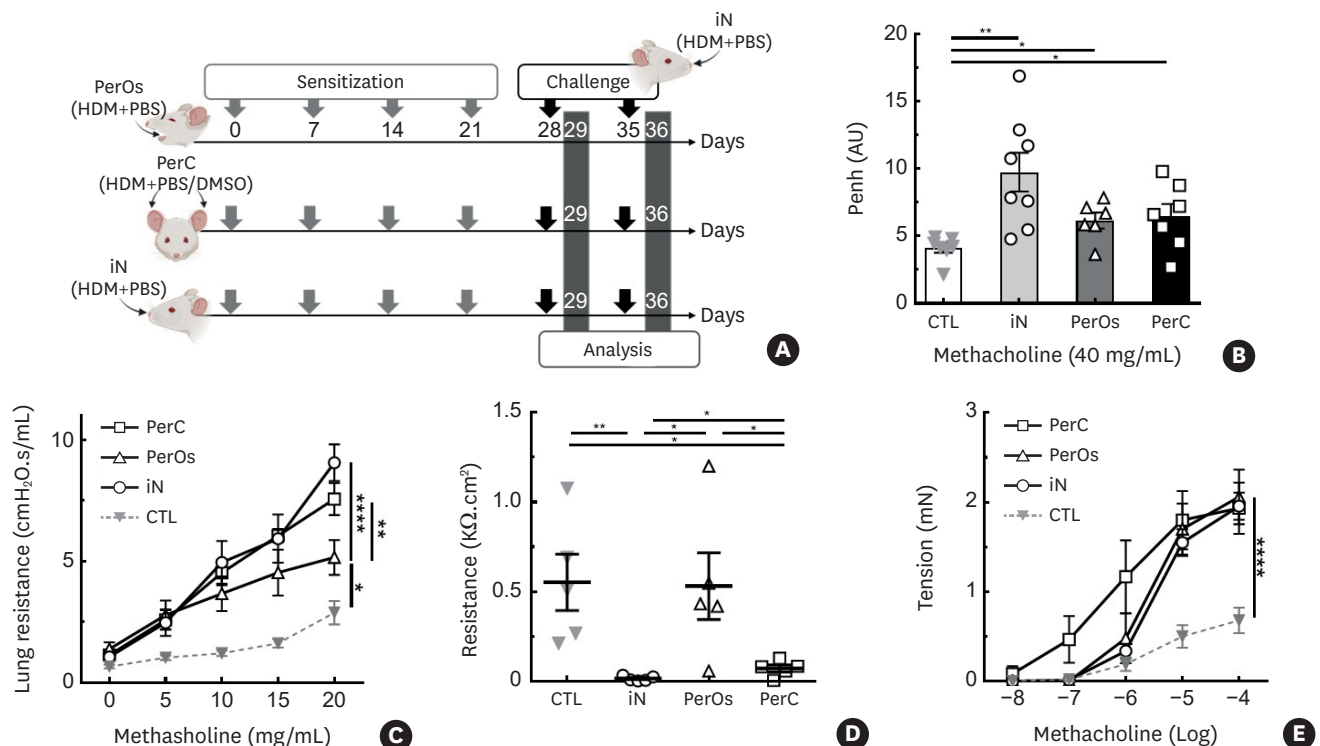 iN
(HDM+PBS)
Sensitization
Challenge
PerOs
(HDM+PBS)
0 7 14 21 28 29 35 36
Days
PerC
(HDM+PBS/DMSO)
29 36
Days
iN
(HDM+PBS)
29 36
Days
Analysis
A
20
15
10
5
0
Penh (AU)
**
*
*
CTL iN PerOs PerC
Methacholine (40 mg/mL)
B
Lung resistance (cmH₂O.s/mL)
10
5
0
PerC
PerOs
iN
CTL
****
**
*
0 5 10 15 20
Methasholine (mg/mL)
C
Resistance (KΩ.cm²)
1.5
1.0
0.5
0
*
** * *
*
CTL iN PerOs PerC
D
Tension (mN)
3
2
1
0
PerC
PerOs
iN
CTL
****
−8 −7 −6 −5 −4
Methacholine (Log)
E